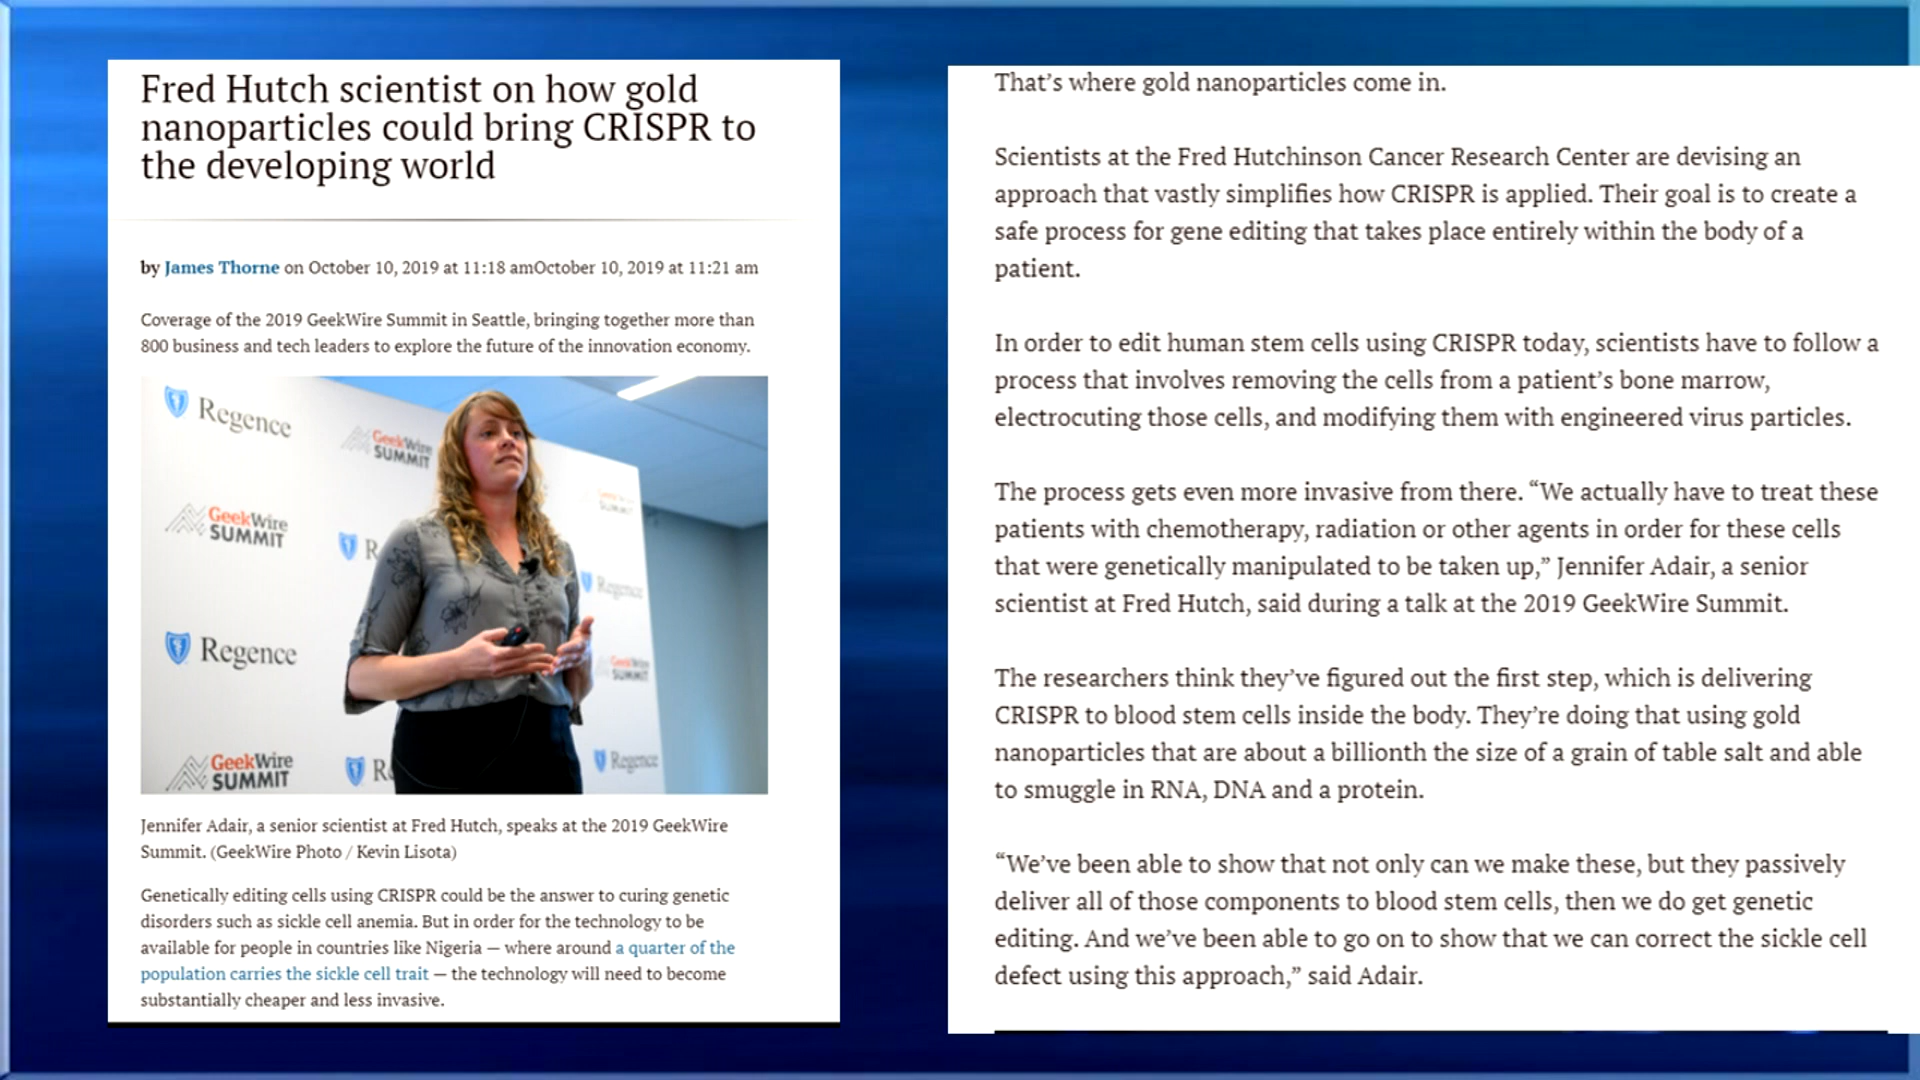 Fred Hutch scientist on how gold
nanoparticles could bring CRISPR to
the developing world
by James Thorne on October 10, 2019 at 11:18 amOctober 10, 2019 at 11:21 am
Coverage of the 2019 GeekWire Summit in Seattle, bringing together more than
800 business and tech leaders to explore the future of the innovation economy.
Regence
GeekWire
SUMMIT
GeekWire
SUMMIT
R
Regence
Regence
GeekWire
SUMMIT
GeekWire
SUMMIT
R
Regence
Jennifer Adair, a senior scientist at Fred Hutch, speaks at the 2019 GeekWire
Summit. (GeekWire Photo / Kevin Lisota)
Genetically editing cells using CRISPR could be the answer to curing genetic
disorders such as sickle cell anemia. But in order for the technology to be
available for people in countries like Nigeria — where around a quarter of the
population carries the sickle cell trait — the technology will need to become
substantially cheaper and less invasive.
That’s where gold nanoparticles come in.
Scientists at the Fred Hutchinson Cancer Research Center are devising an
approach that vastly simplifies how CRISPR is applied. Their goal is to create a
safe process for gene editing that takes place entirely within the body of a
patient.
In order to edit human stem cells using CRISPR today, scientists have to follow a
process that involves removing the cells from a patient’s bone marrow,
electrocuting those cells, and modifying them with engineered virus particles.
The process gets even more invasive from there. “We actually have to treat these
patients with chemotherapy, radiation or other agents in order for these cells
that were genetically manipulated to be taken up,” Jennifer Adair, a senior
scientist at Fred Hutch, said during a talk at the 2019 GeekWire Summit.
The researchers think they’ve figured out the first step, which is delivering
CRISPR to blood stem cells inside the body. They’re doing that using gold
nanoparticles that are about a billionth the size of a grain of table salt and able
to smuggle in RNA, DNA and a protein.
“We’ve been able to show that not only can we make these, but they passively
deliver all of those components to blood stem cells, then we do get genetic
editing. And we’ve been able to go on to show that we can correct the sickle cell
defect using this approach,” said Adair.